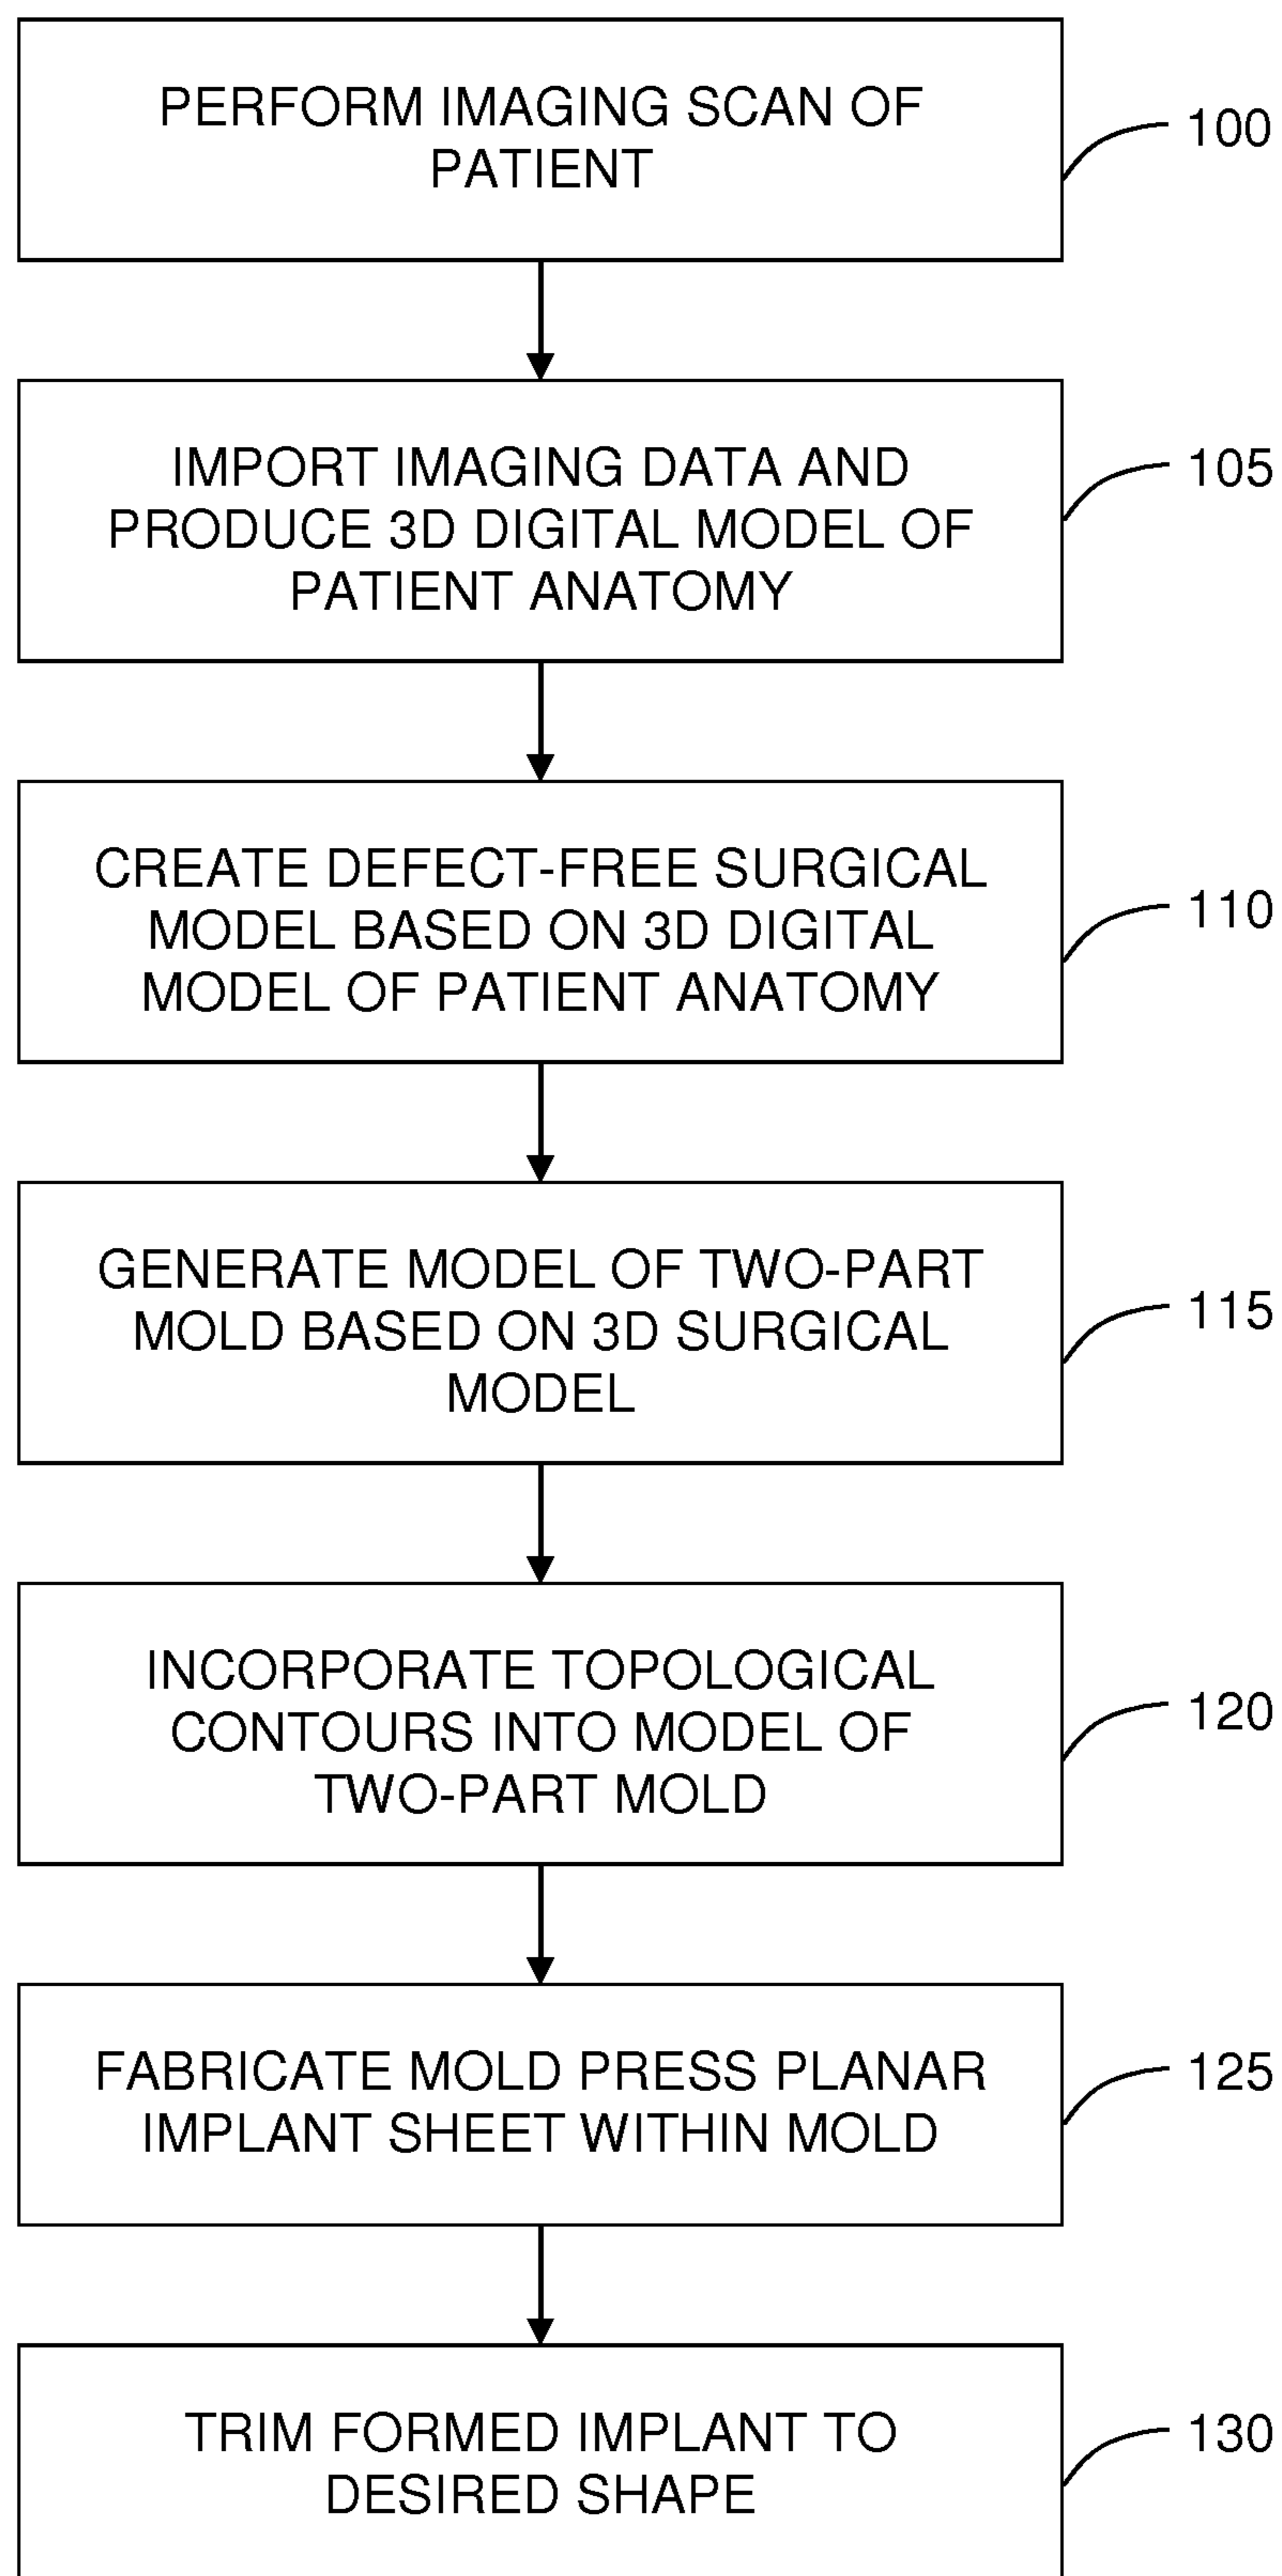 PERFORM IMAGING SCAN OF
PATIENT
100
IMPORT IMAGING DATA AND
PRODUCE 3D DIGITAL MODEL OF
PATIENT ANATOMY
105
CREATE DEFECT-FREE SURGICAL
MODEL BASED ON 3D DIGITAL
MODEL OF PATIENT ANATOMY
110
GENERATE MODEL OF TWO-PART
MOLD BASED ON 3D SURGICAL
MODEL
115
INCORPORATE TOPOLOGICAL
CONTOURS INTO MODEL OF
TWO-PART MOLD
120
FABRICATE MOLD PRESS PLANAR
IMPLANT SHEET WITHIN MOLD
125
TRIM FORMED IMPLANT TO
DESIRED SHAPE
130